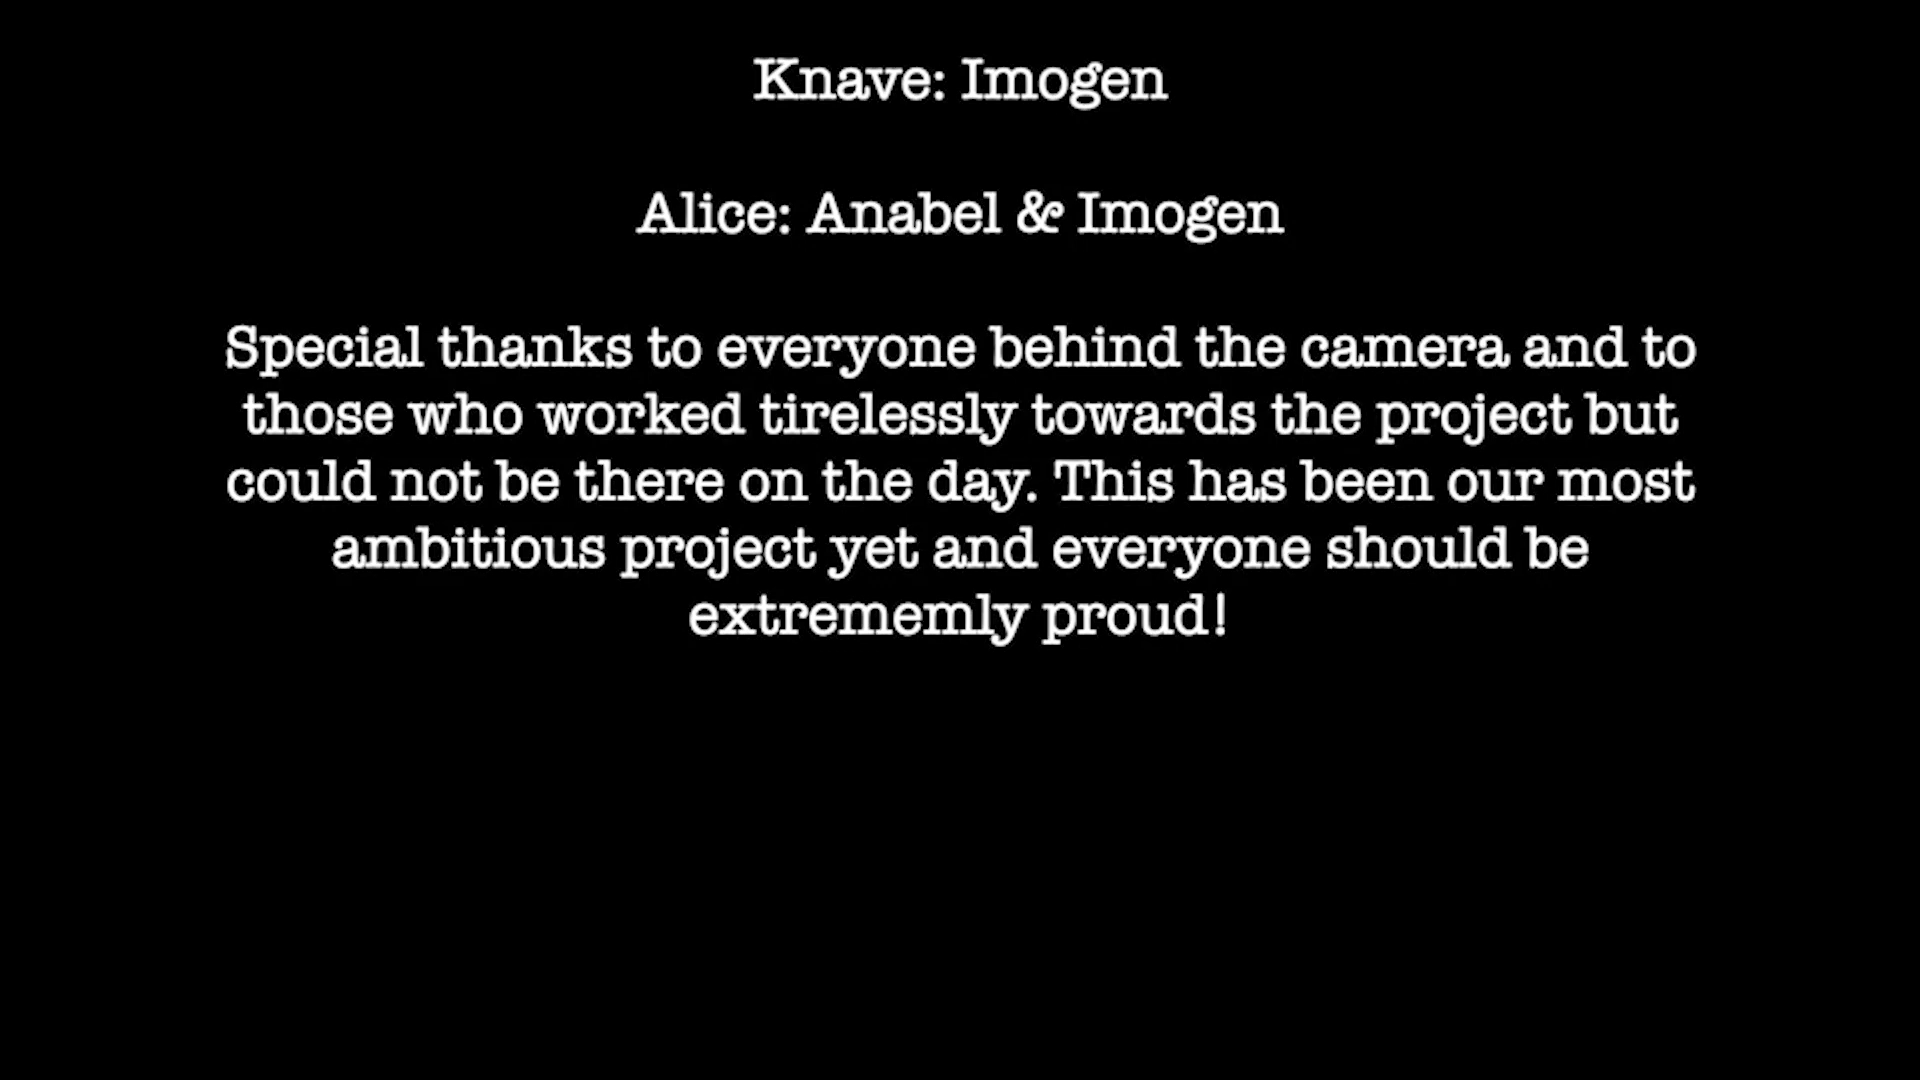 Knave: Imogen
Alice: Anabel & Imogen
Special thanks to everyone behind the camera and to
those who worked tirelessly towards the project but
could not be there on the day. This has been our most
ambitious project yet and everyone should be
extrememly proud!